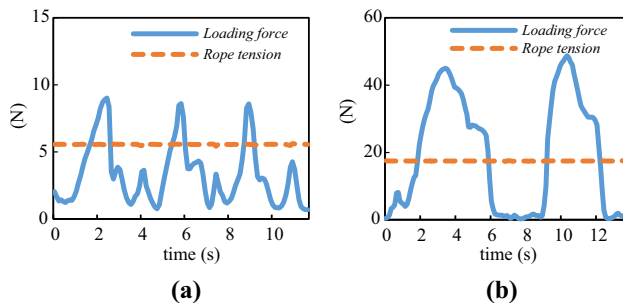 15
Loading force
Rope tension
10
(N)
5
0
0 2 4 6 8 10
time (s)
(a)
60
Loading force
Rope tension
40
(N)
20
0
0 2 4 6 8 10 12
time (s)
(b)